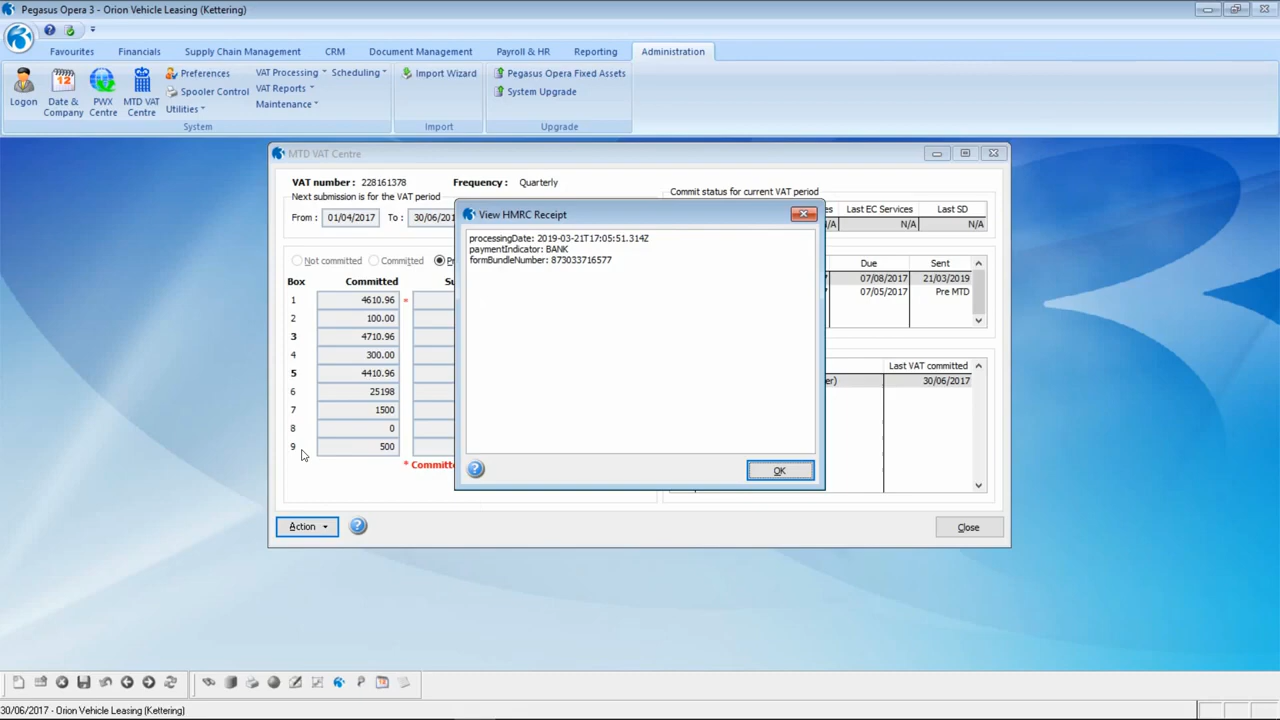 Pegasus Opera 3 - Orion Vehicle Leasing (Kettering)
Favourites Financials Supply Chain Management CRM Document Management Payroll & HR Reporting Administration
Logon
Date & Company
PWX Centre
MTD VAT Centre
Preferences
Spooler Control
Utilities
VAT Processing
VAT Reports
Maintenance
Scheduling
System
Import Wizard
Import
Pegasus Opera Fixed Assets
System Upgrade
Upgrade
MTD VAT Centre
VAT number : 228161378 Frequency : Quarterly
Next submission is for the VAT period
From : 01/04/2017 To : 30/06/201
Not committed Committed
Box Committed
1 4610.96 *
2 100.00
3 4710.96
4 300.00
5 4410.96
6 25198
7 1500
8 0
9 500
* Committe
View HMRC Receipt
processingDate: 2019-03-21T17:05:51.314Z
paymentIndicator: BANK
formBundleNumber: 873033716577
OK
Commit status for current VAT period
Last EC Services Last SD
N/A N/A
Due Sent
07/08/2017 21/03/2019
07/05/2017 Pre MTD
Last VAT committed
er) 30/06/2017
Action
Close
30/06/2017 - Orion Vehicle Leasing (Kettering)